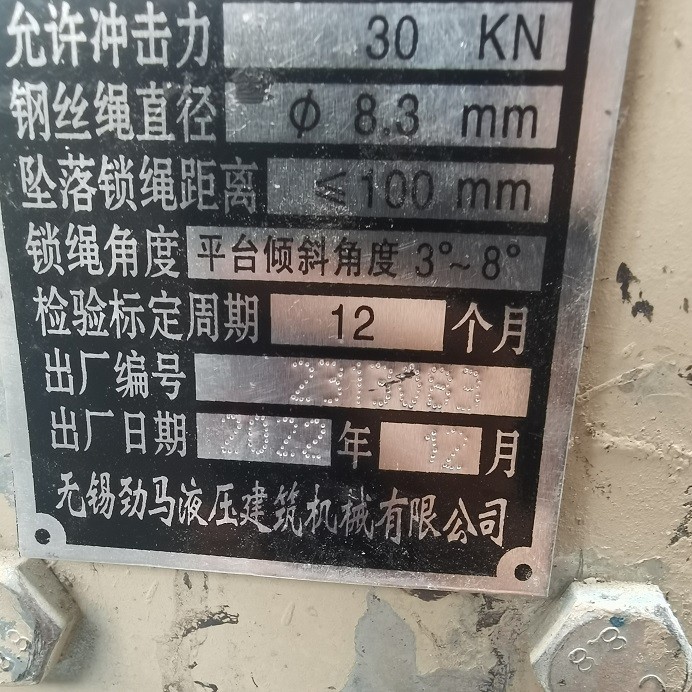 允许冲击力 30 KN
钢丝绳直径 φ 8.3 mm
坠落锁绳距离 ≤100 mm
锁绳角度 平台倾斜角度 3°~8°
检验标定周期 12 个月
出厂编号
出厂日期 2022 年 12 月
无锡劲马液压建筑机械有限公司
8.8